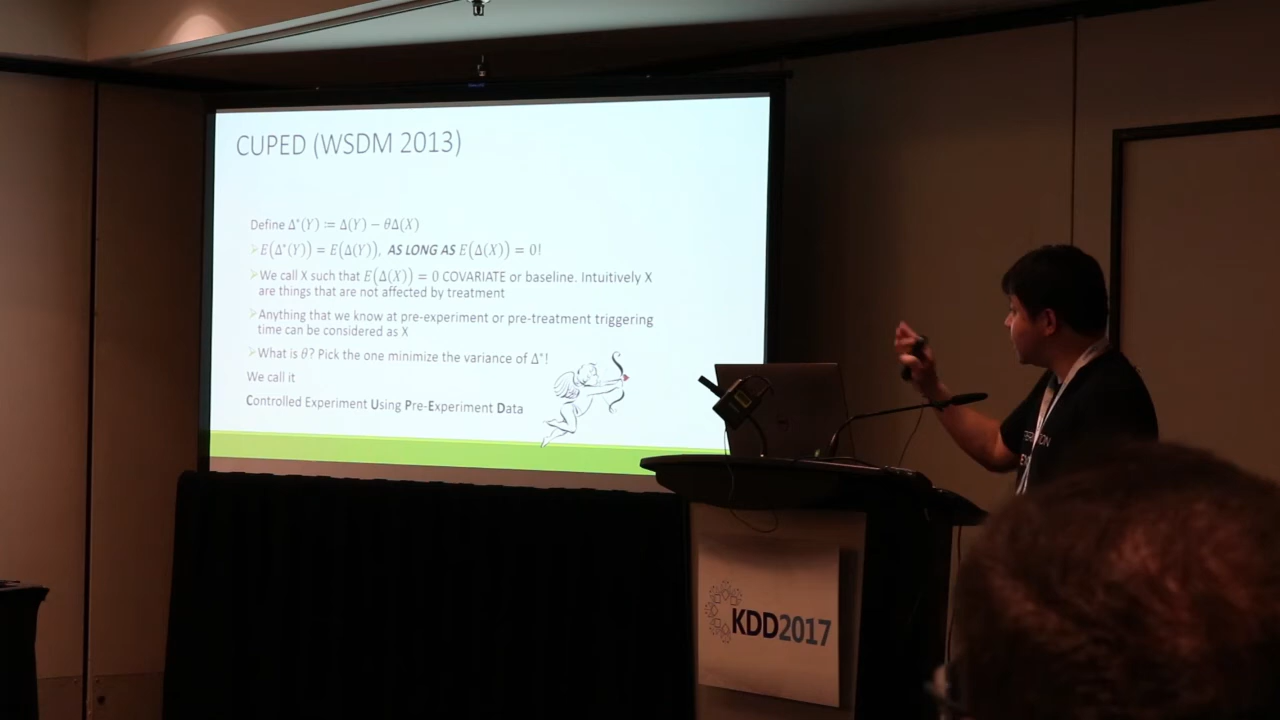 CUPED (WSDM 2013)
Define Δ*(Y) ≔ Δ(Y) − θΔ(X)
E(Δ*(Y)) = E(Δ(Y)), AS LONG AS E(Δ(X)) = 0!
We call X such that E(Δ(X)) = 0 COVARIATE or baseline. Intuitively X
are things that are not affected by treatment
Anything that we know at pre-experiment or pre-treatment triggering
time can be considered as X
What is θ? Pick the one minimize the variance of Δ*!
We call it
Controlled Experiment Using Pre-Experiment Data
KDD2017